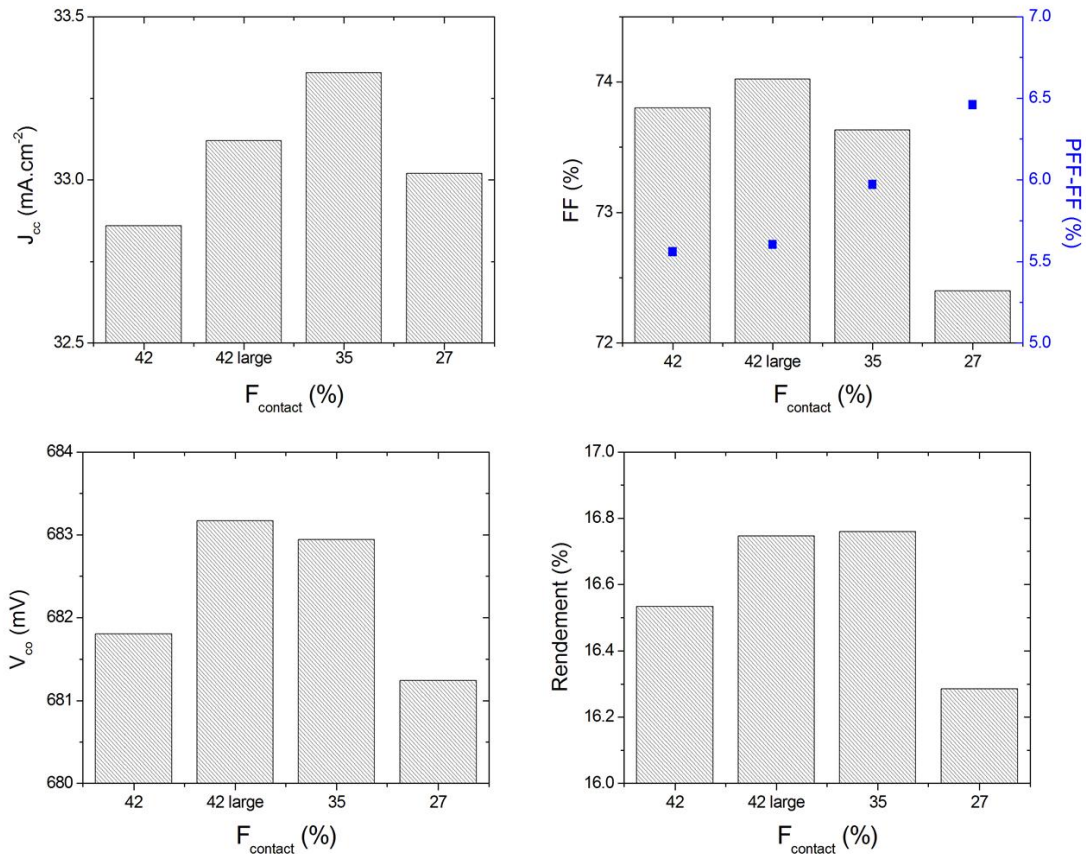 33.5
33.0
32.5
J_cc (mA.cm^-2)
42 42 large 35 27
F_contact (%)
74
73
72
FF (%)
7.0
6.5
6.0
5.5
5.0
PFF-FF (%)
42 42 large 35 27
F_contact (%)
684
683
682
681
680
V_co (mV)
42 42 large 35 27
F_contact (%)
17.0
16.8
16.6
16.4
16.2
16.0
Rendement (%)
42 42 large 35 27
F_contact (%)